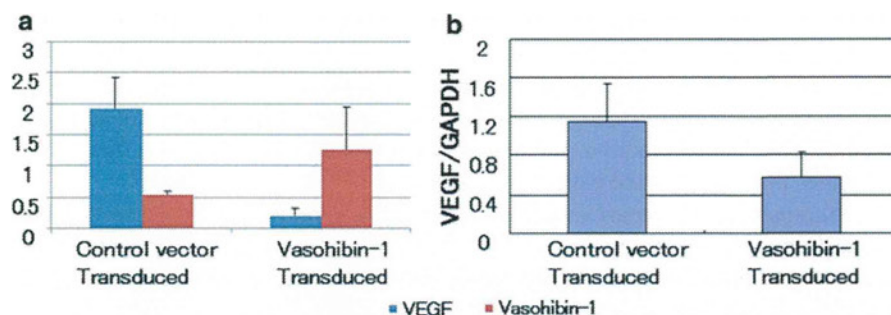 a
3
2.5
2
1.5
1
0.5
0
Control vector Transduced
Vasohibin-1 Transduced
b
VEGF/GAPDH
2
1.6
1.2
0.8
0.4
0
Control vector Transduced
Vasohibin-1 Transduced
VEGF Vasohibin-1